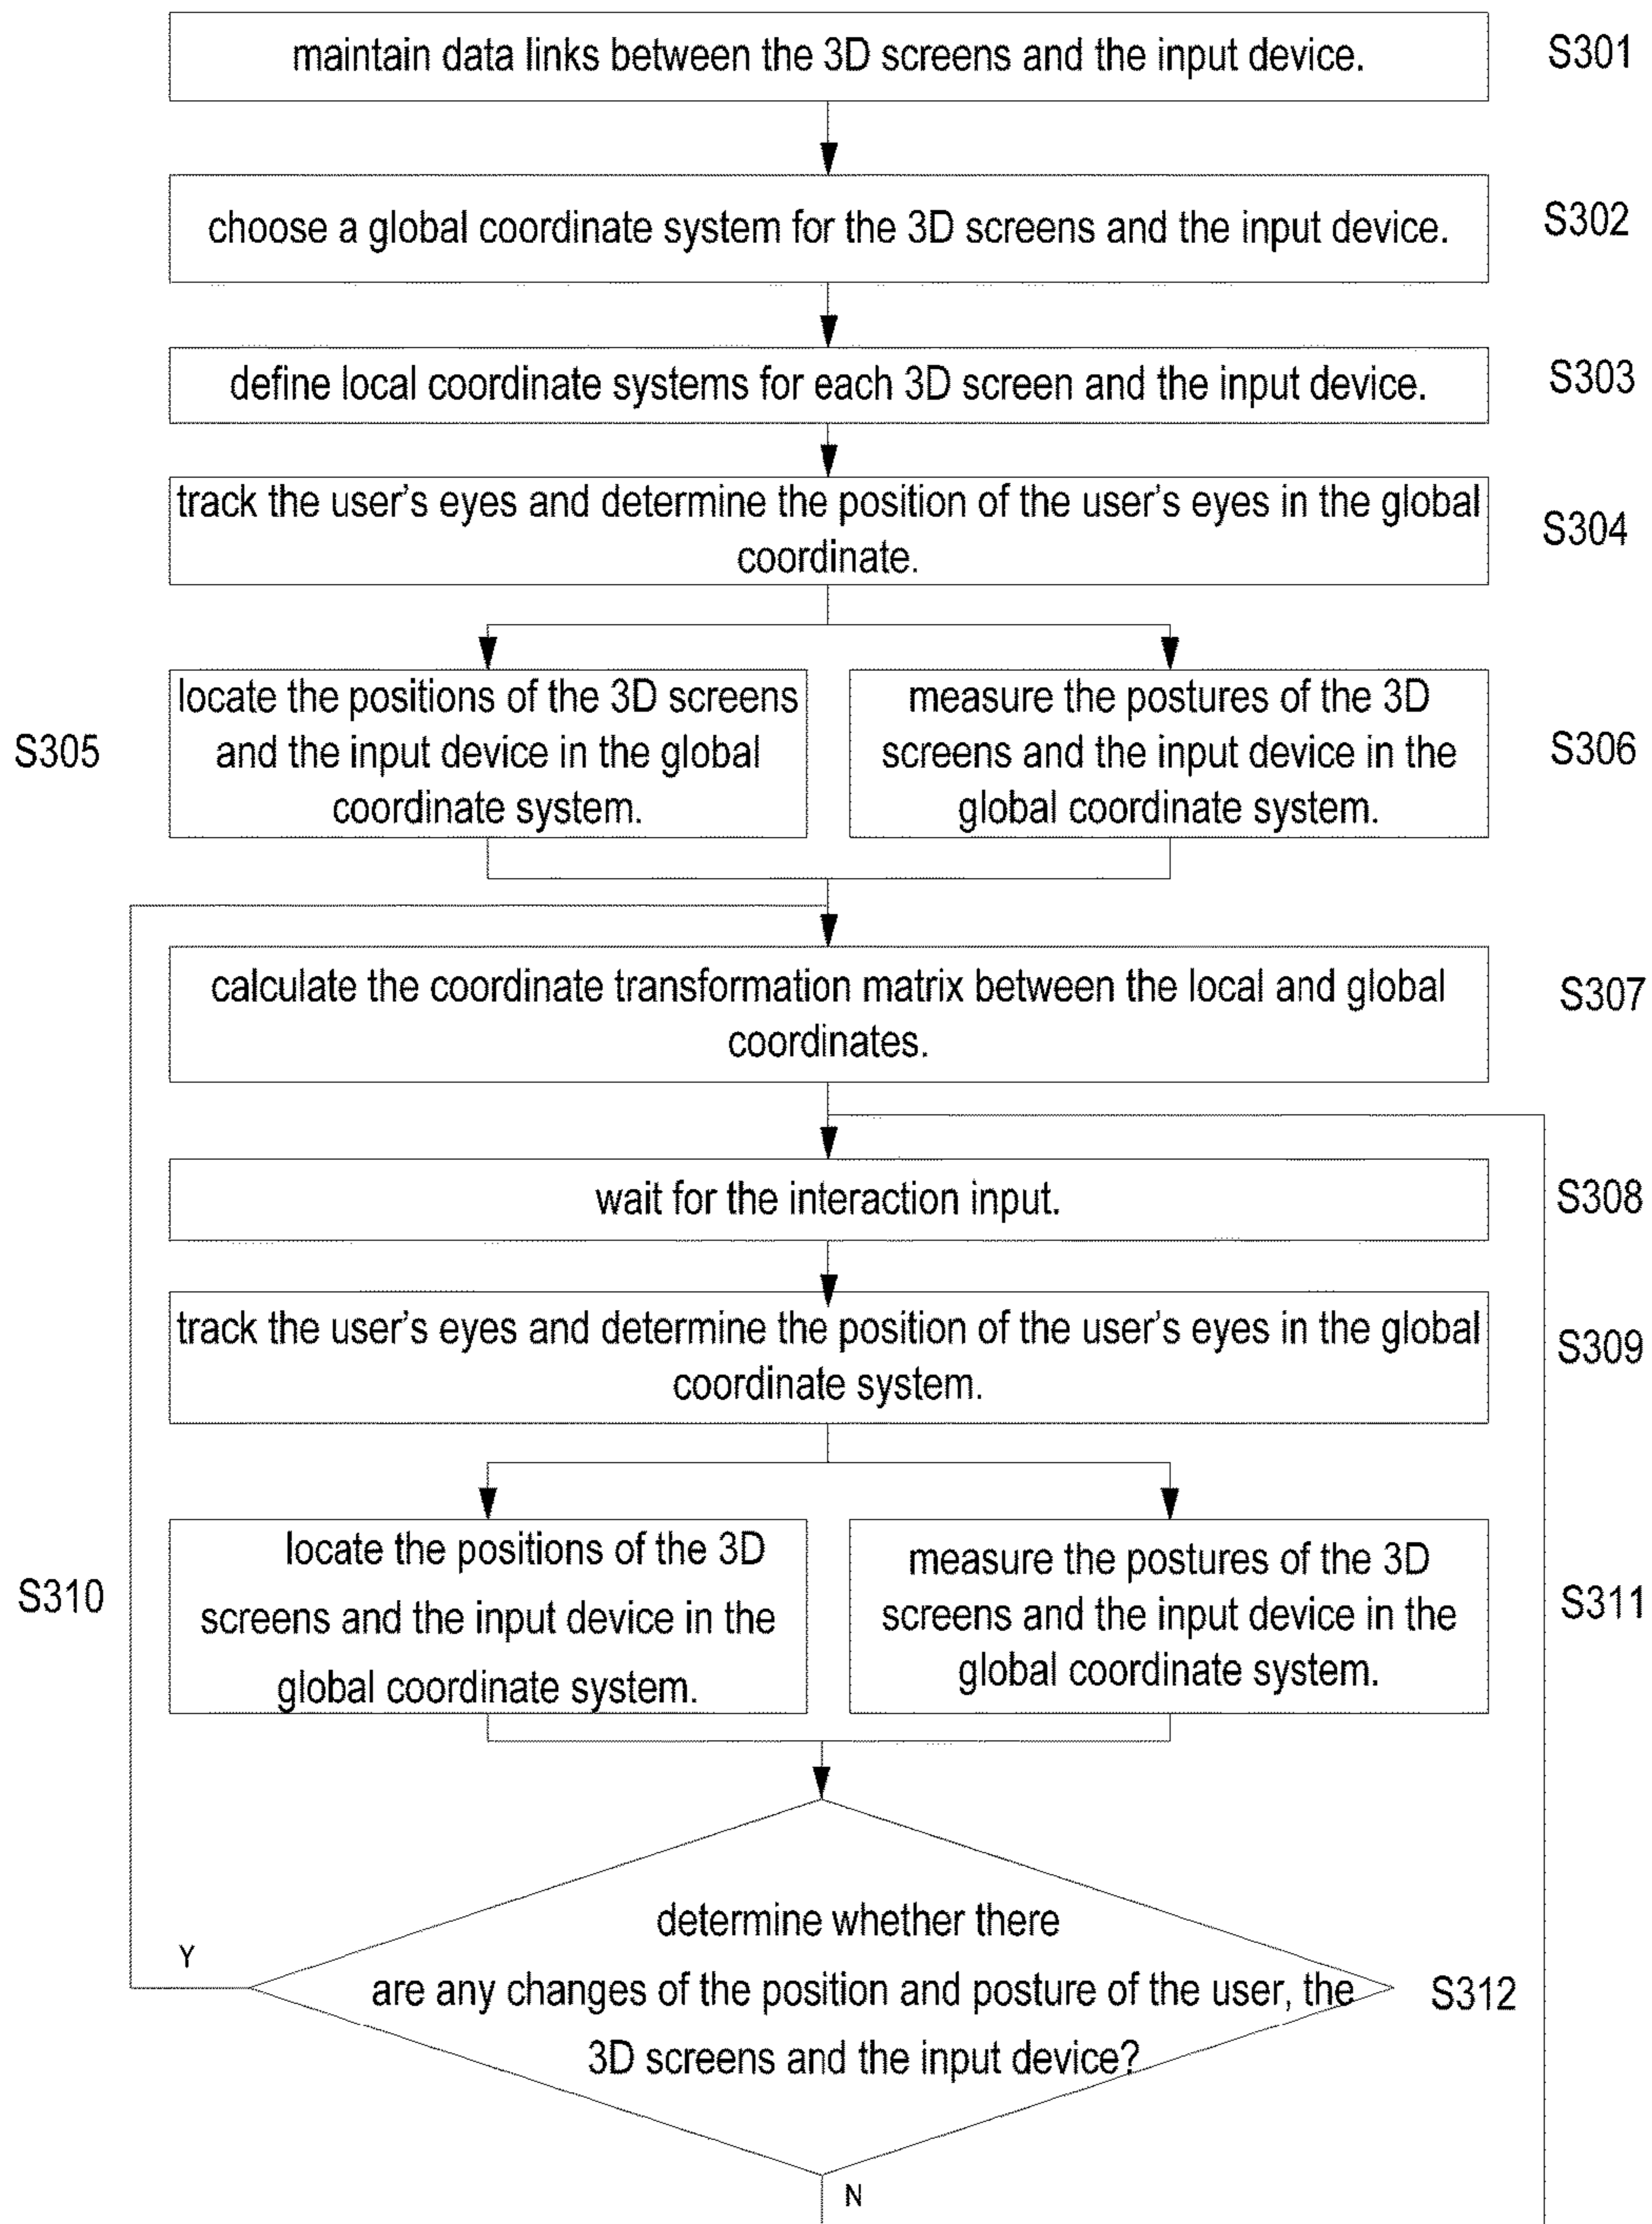 maintain data links between the 3D screens and the input device.
S301
choose a global coordinate system for the 3D screens and the input device.
S302
define local coordinate systems for each 3D screen and the input device.
S303
track the user's eyes and determine the position of the user's eyes in the global
coordinate.
S304
S305
locate the positions of the 3D screens
and the input device in the global
coordinate system.
measure the postures of the 3D
screens and the input device in the
global coordinate system.
S306
calculate the coordinate transformation matrix between the local and global
coordinates.
S307
wait for the interaction input.
S308
track the user's eyes and determine the position of the user's eyes in the global
coordinate system.
S309
S310
locate the positions of the 3D
screens and the input device in the
global coordinate system.
measure the postures of the 3D
screens and the input device in the
global coordinate system.
S311
Y
determine whether there
are any changes of the position and posture of the user, the
3D screens and the input device?
S312
N